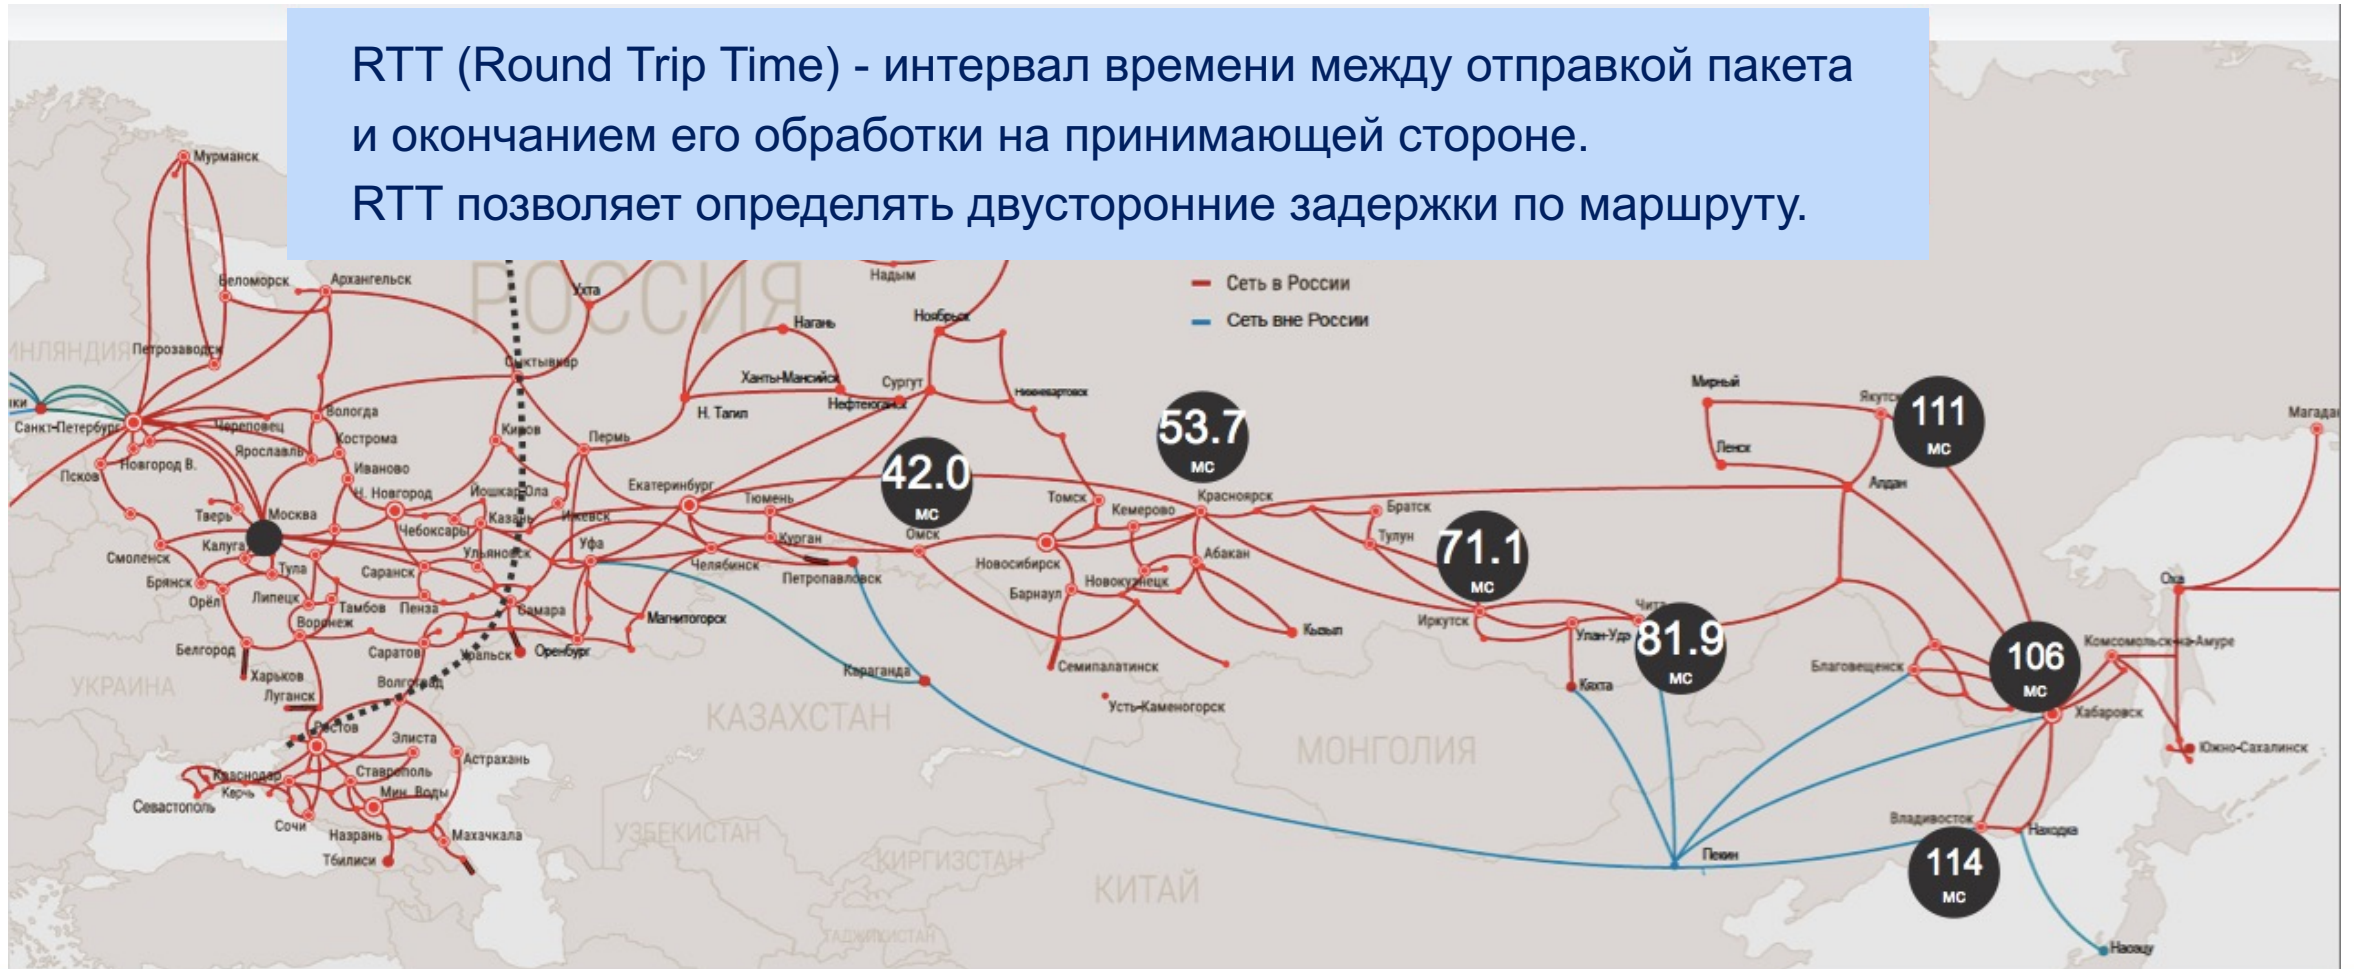 RTT (Round Trip Time) - интервал времени между отправкой пакета
и окончанием его обработки на принимающей стороне.
RTT позволяет определять двусторонние задержки по маршруту.
РОССИЯ
Сеть в России
Сеть вне России
Мурманск
Беломорск
Архангельск
Ухта
Надым
Ноябрьск
Нагань
ИНЛЯНДИЯ
Петрозаводск
Сыктывкар
Ханты-Мансийск
Сургут
Нефтеюганск
Нижневартовск
Мирный
Якутск
111
мс
Магадан
Санкт-Петербург
Череповец
Вологда
Н. Тагил
53.7
мс
Кострома
Киров
Пермь
Ярославль
Новгород В.
Псков
Иваново
Ленск
42.0
мс
Н. Новгород
Йошкар-Ола
Екатеринбург
Тюмень
Томск
Красноярск
Алдан
Тверь
Москва
Чебоксары
Казань
Ижевск
Кемерово
Братск
Смоленск
Калуга
Ульяновск
Уфа
Курган
Омск
Тулун
71.1
мс
Тула
Саранск
Челябинск
Петропавловск
Новосибирск
Новокузнецк
Абакан
Брянск
Орёл
Липецк
Тамбов
Пенза
Самара
Магнитогорск
Барнаул
Оха
Воронеж
Иркутск
Улан-Удэ
Чита
81.9
мс
Кызыл
Белгород
Саратов
Уральск
Оренбург
Семипалатинск
Благовещенск
106
мс
Комсомольск-на-Амуре
УКРАИНА
Харьков
Луганск
Волгоград
Караганда
Кяхта
КАЗАХСТАН
Усть-Каменогорск
Хабаровск
Ростов
Элиста
Астрахань
МОНГОЛИЯ
Южно-Сахалинск
Краснодар
Ставрополь
Севастополь
Керчь
Мин. Воды
Сочи
Назрань
Махачкала
УЗБЕКИСТАН
Владивосток
Находка
Тбилиси
КИРГИЗСТАН
Пекин
114
мс
КИТАЙ
ТАДЖИКИСТАН
Наоэцу